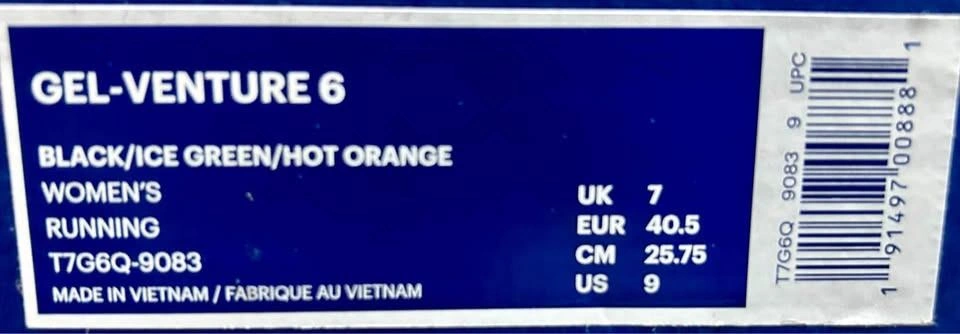 GEL-VENTURE 6
BLACK/ICE GREEN/HOT ORANGE
WOMEN'S
RUNNING
T7G6Q-9083
MADE IN VIETNAM / FABRIQUE AU VIETNAM
UK 7
EUR 40.5
CM 25.75
US 9
T7G6Q 9083 9 UPC
1 91497 00888 1